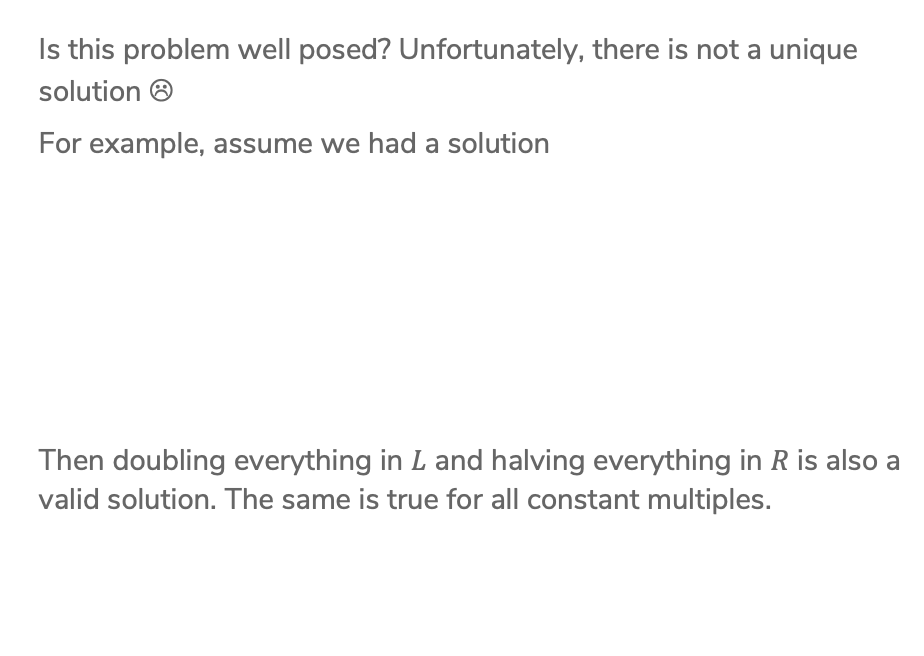 Is this problem well posed? Unfortunately, there is not a unique
solution ☹
For example, assume we had a solution
Then doubling everything in L and halving everything in R is also a
valid solution. The same is true for all constant multiples.